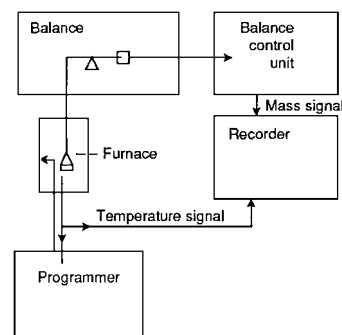 Balance
Balance
control
unit
Mass signal
Recorder
Furnace
Temperature signal
Programmer